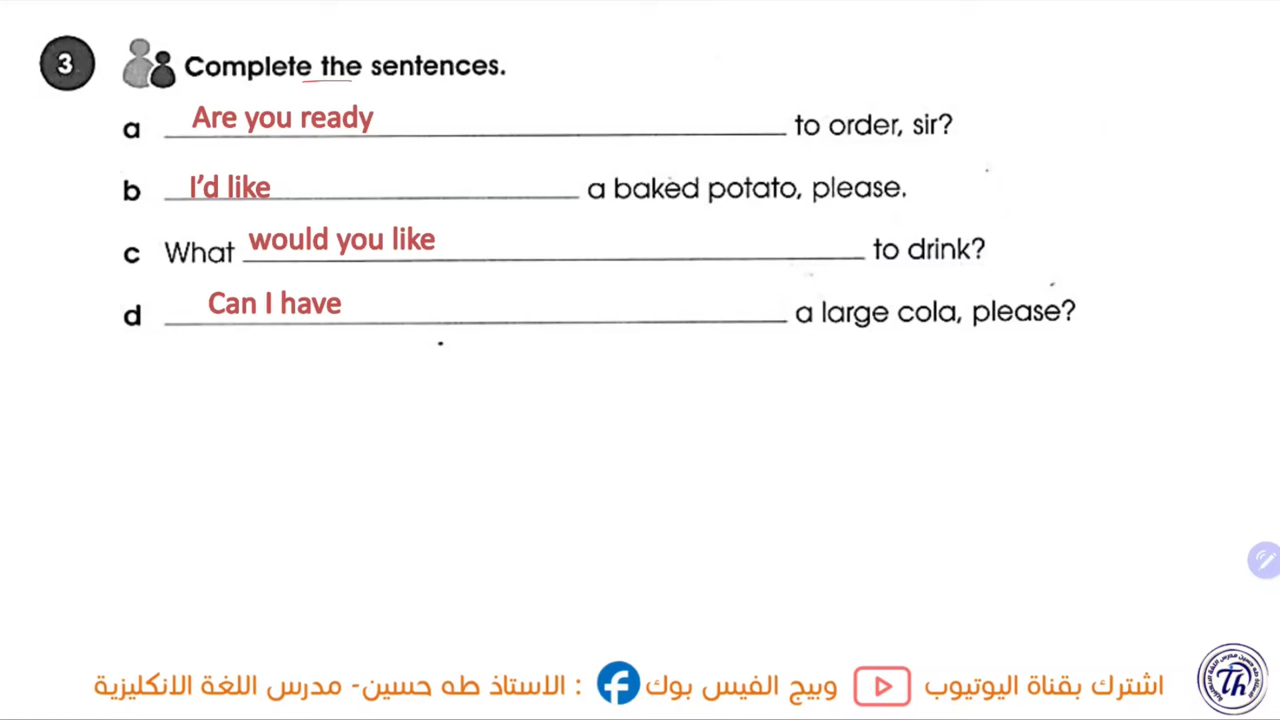 3 Complete the sentences.
a Are you ready to order, sir?
b I'd like a baked potato, please.
c What would you like to drink?
d Can I have a large cola, please?
اشترك بقناة اليوتيوب وبيج الفيس بوك : الاستاذ طه حسين- مدرس اللغة الانكليزية
Th